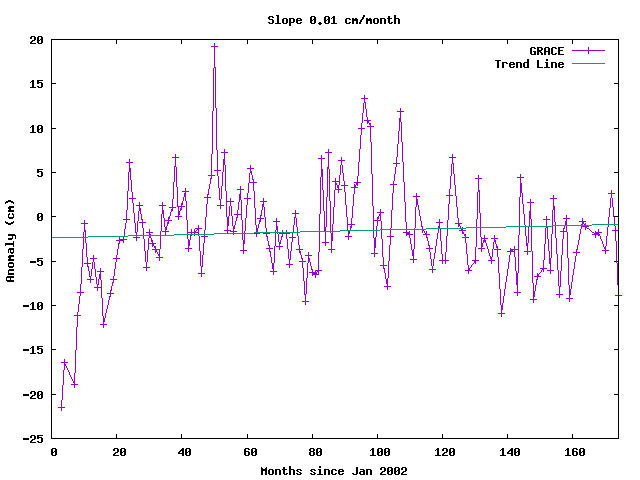 Slope 0.01 cm/month
20
15
10
5
0
-5
-10
-15
-20
-25
Anomaly (cm)
GRACE
Trend Line
0 20 40 60 80 100 120 140 160
Months since Jan 2002